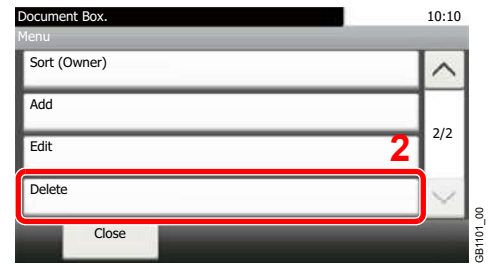 Document Box. 10:10
Menu
Sort (Owner)
Add
2/2
Edit
2
Delete
Close
GB1101_00